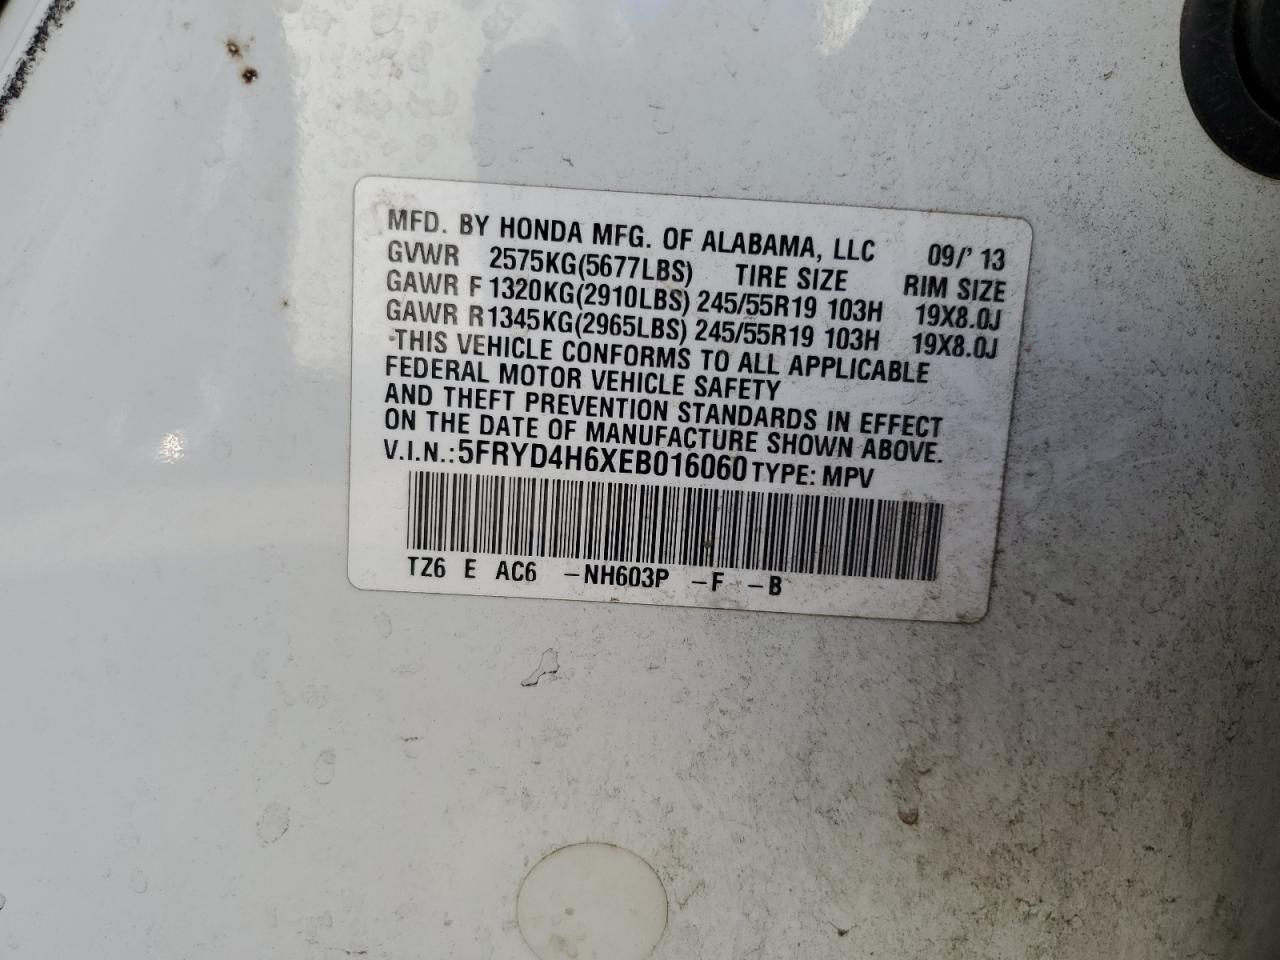 MFD. BY HONDA MFG. OF ALABAMA, LLC 09/' 13
GVWR 2575KG(5677LBS) TIRE SIZE RIM SIZE
GAWR F 1320KG(2910LBS) 245/55R19 103H 19X8.0J
GAWR R 1345KG(2965LBS) 245/55R19 103H 19X8.0J
THIS VEHICLE CONFORMS TO ALL APPLICABLE
FEDERAL MOTOR VEHICLE SAFETY
AND THEFT PREVENTION STANDARDS IN EFFECT
ON THE DATE OF MANUFACTURE SHOWN ABOVE.
V.I.N.: 5FRYD4H6XEB016060 TYPE: MPV
TZ6 E AC6 -NH603P -F -B